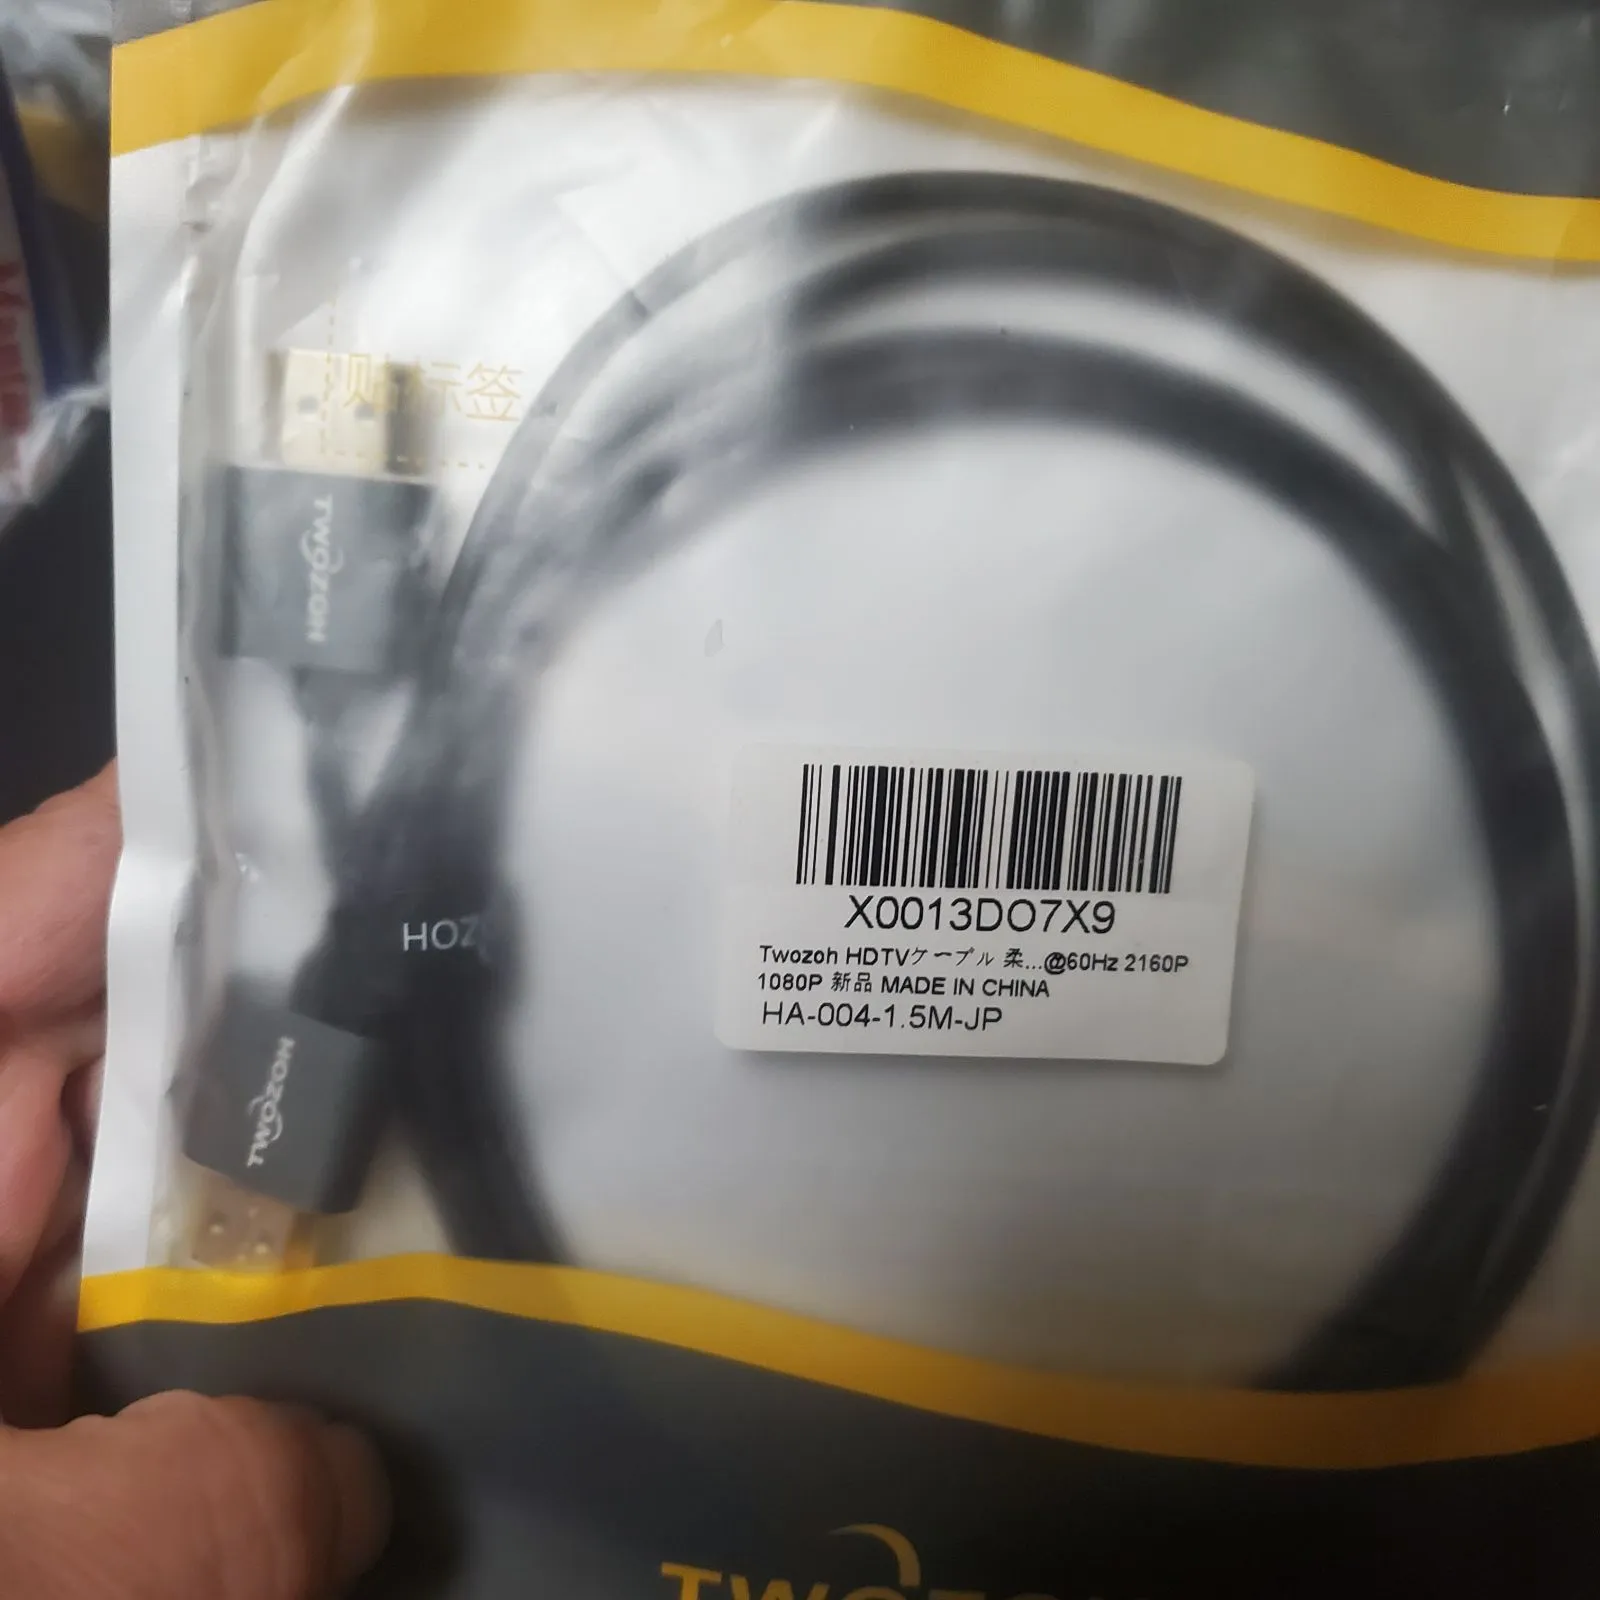 贴标签
TWOZOH
HOZ
X0013DO7X9
Twozoh HDTVケーブル 柔...@60Hz 2160P
1080P 新品 MADE IN CHINA
HA-004-1.5M-JP
TWOZOH